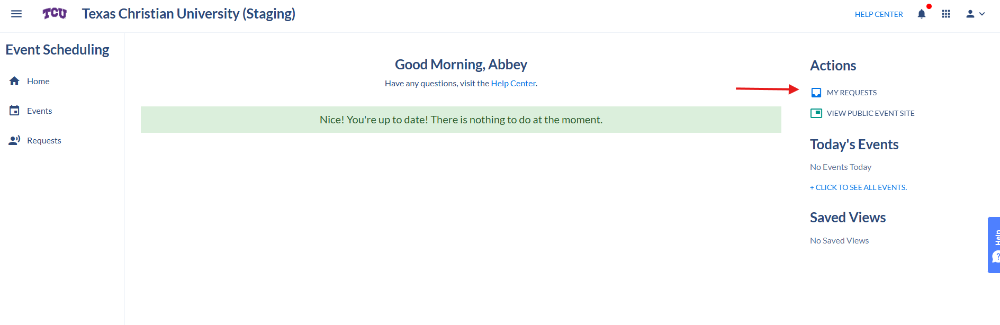 TCU
Texas Christian University (Staging)
HELP CENTER
Event Scheduling
Home
Events
Requests
Good Morning, Abbey
Have any questions, visit the Help Center.
Nice! You're up to date! There is nothing to do at the moment.
Actions
MY REQUESTS
VIEW PUBLIC EVENT SITE
Today's Events
No Events Today
+ CLICK TO SEE ALL EVENTS.
Saved Views
No Saved Views
Help
?